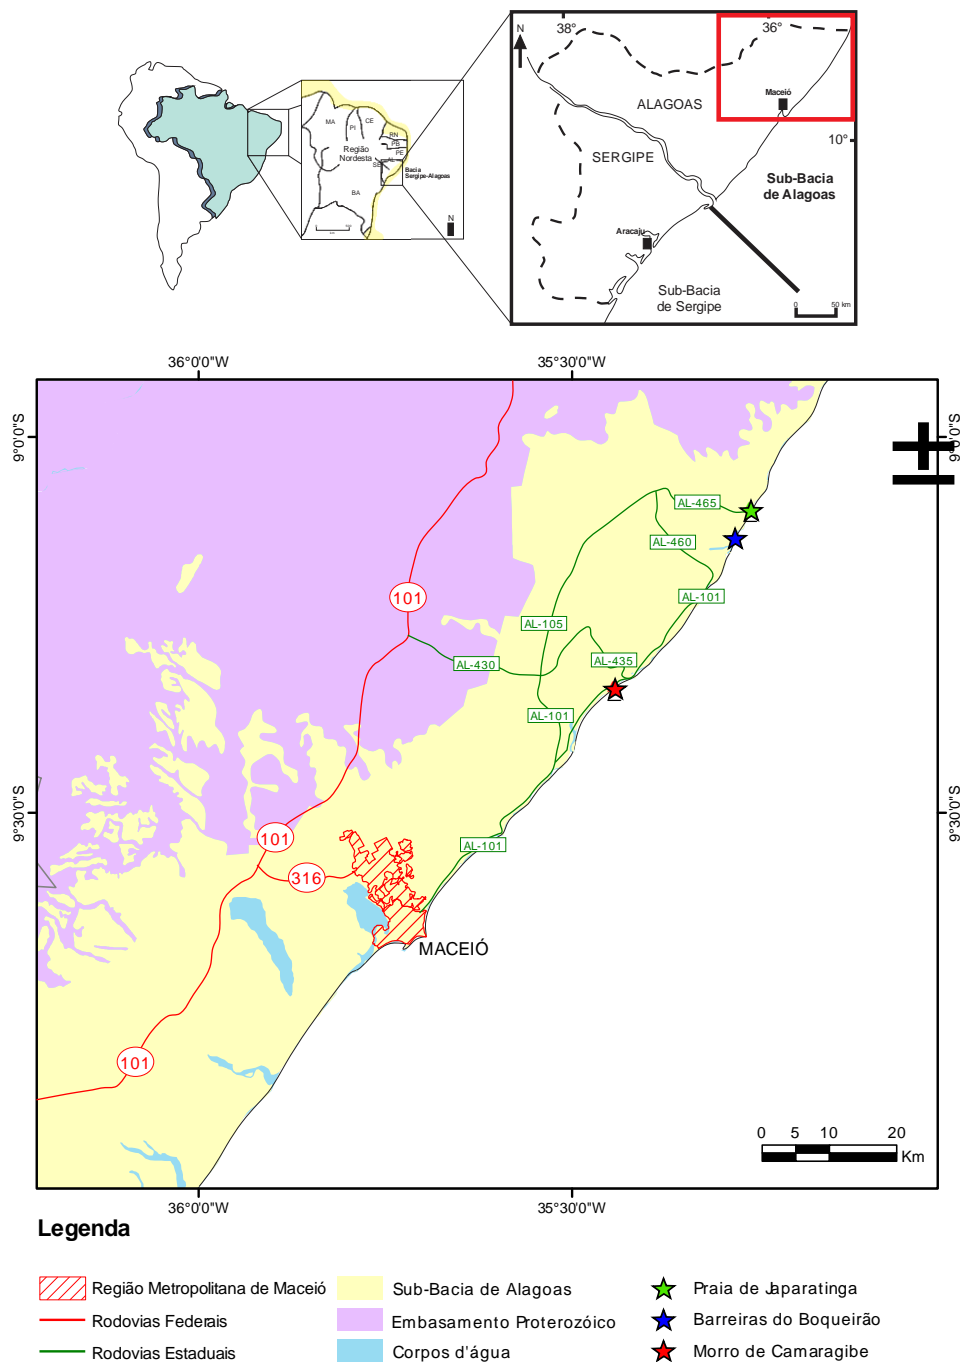 N
38°
36°
ALAGOAS
Maceió
10°
SERGIPE
Sub-Bacia
de Alagoas
Aracaju
Sub-Bacia
de Sergipe
0 50 km
MA
PI
CE
RN
PB
PE
AL
SE
BA
Região
Nordesta
Bacia
Sergipe-Alagoas
N
36°0'0"W
35°30'0"W
9°0'0"S
9°0'0"S
AL-465
AL-460
101
AL-101
AL-105
AL-430
AL-435
AL-101
9°30'0"S
9°30'0"S
101
AL-101
316
MACEIÓ
101
0 5 10 20
Km
36°0'0"W
35°30'0"W
Legenda
Região Metropolitana de Maceió
Rodovias Federais
Rodovias Estaduais
Sub-Bacia de Alagoas
Embasamento Proterozóico
Corpos d'água
Praia de Japaratinga
Barreiras do Boqueirão
Morro de Camaragibe